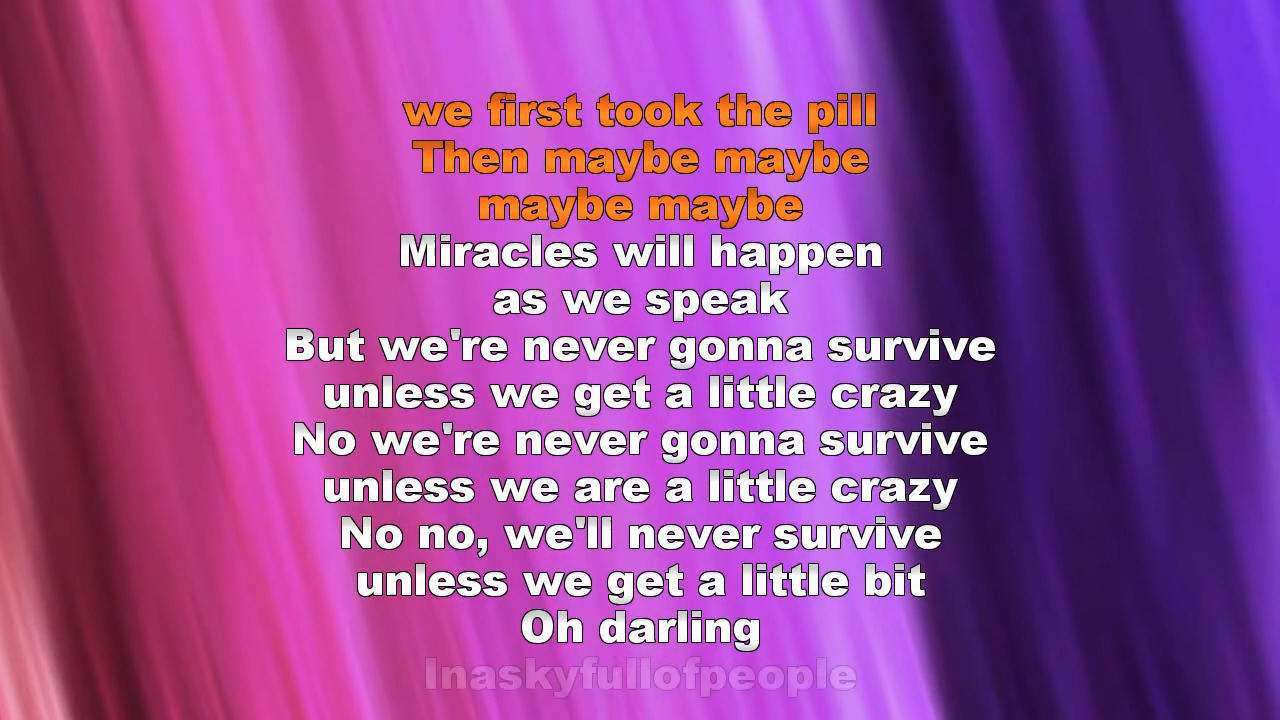 we first took the pill
Then maybe maybe
maybe maybe
Miracles will happen
as we speak
But we're never gonna survive
unless we get a little crazy
No we're never gonna survive
unless we are a little crazy
No no, we'll never survive
unless we get a little bit
Oh darling
Inaskyfullofpeople